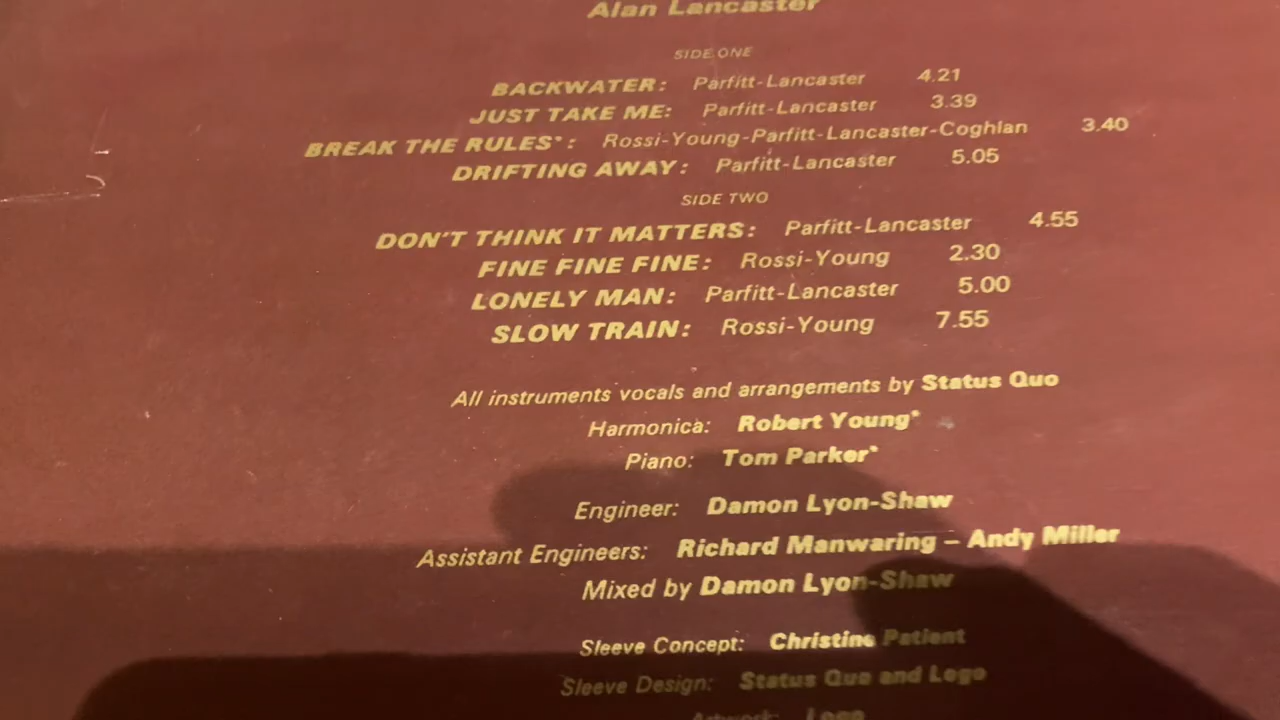 Alan Lancaster
SIDE ONE
BACKWATER: Parfitt-Lancaster 4.21
JUST TAKE ME: Parfitt-Lancaster 3.39
BREAK THE RULES*: Rossi-Young-Parfitt-Lancaster-Coghlan 3.40
DRIFTING AWAY: Parfitt-Lancaster 5.05
SIDE TWO
DON'T THINK IT MATTERS: Parfitt-Lancaster 4.55
FINE FINE FINE: Rossi-Young 2.30
LONELY MAN: Parfitt-Lancaster 5.00
SLOW TRAIN: Rossi-Young 7.55
All instruments vocals and arrangements by Status Quo
Harmonica: Robert Young*
Piano: Tom Parker*
Engineer: Damon Lyon-Shaw
Assistant Engineers: Richard Manwaring – Andy Miller
Mixed by Damon Lyon-Shaw
Sleeve Concept: Christine Patient
Sleeve Design: Status Quo and Logo
Artwork: Logo